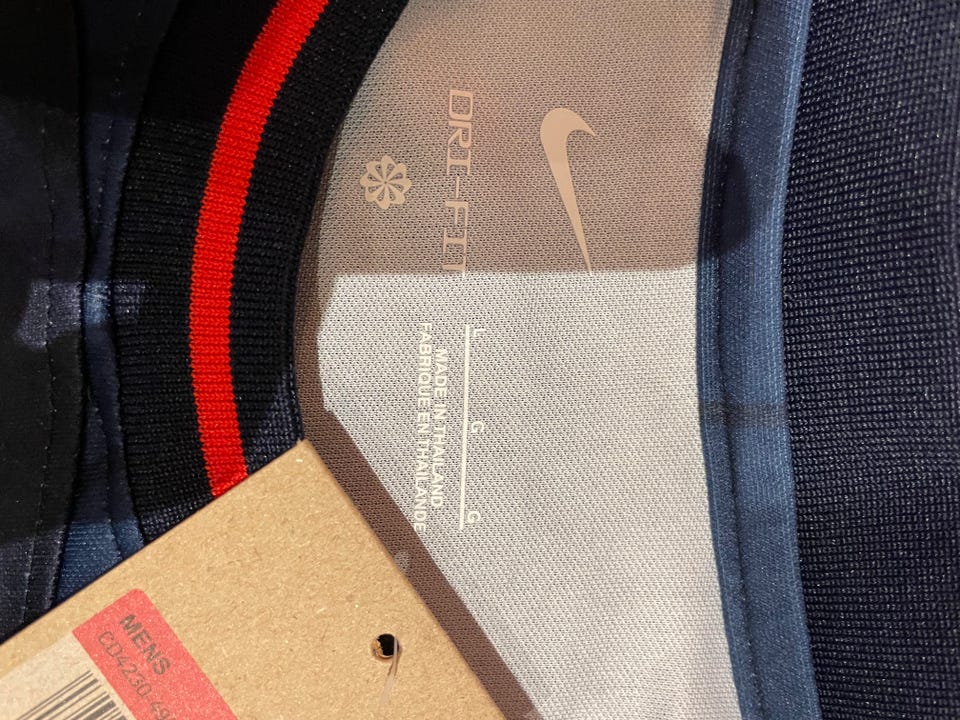 DRI-FIT
L G G
MADE IN THAILAND
FABRIQUE EN THAILANDE
MENS